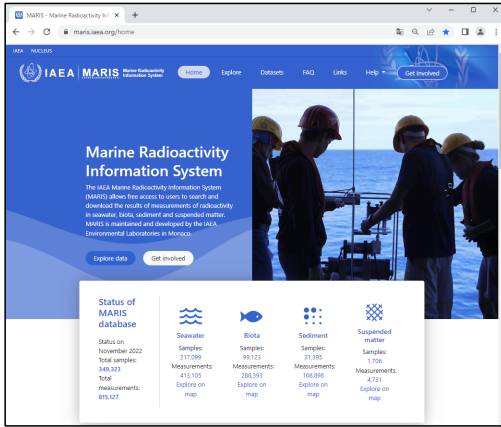 MARIS - Marine Radioactivity Inf
maris.iaea.org/home
IAEA NUCLEUS
IAEA MARIS Marine Radioactivity Information System
Home Explore Datasets FAQ Links Help Get Involved
Marine Radioactivity
Information System
The IAEA Marine Radioactivity Information System
(MARIS) allows free access to users to search and
download the results of measurements of radioactivity
in seawater, biota, sediment and suspended matter.
MARIS is maintained and developed by the IAEA
Environmental Laboratories in Monaco.
Explore data Get involved
Status of
MARIS
database
Status on
November 2022
Total samples:
349,323
Total
measurements:
815,127
Seawater
Samples:
217,099
Measurements:
413,105
Explore on
map
Biota
Samples:
99,123
Measurements:
288,393
Explore on
map
Sediment
Samples:
31,395
Measurements:
108,898
Explore on
map
Suspended
matter
Samples:
1,706
Measurements:
4,731
Explore on
map